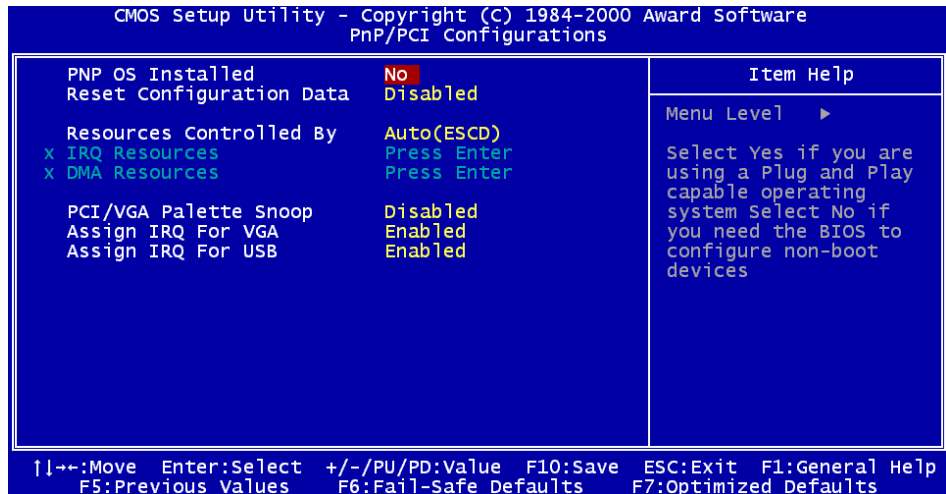 CMOS Setup Utility - Copyright (C) 1984-2000 Award Software
PnP/PCI Configurations
PNP OS Installed No
Reset Configuration Data Disabled
Resources Controlled By Auto(ESCD)
x IRQ Resources Press Enter
x DMA Resources Press Enter
PCI/VGA Palette Snoop Disabled
Assign IRQ For VGA Enabled
Assign IRQ For USB Enabled
Item Help
Menu Level ▶
Select Yes if you are
using a Plug and Play
capable operating
system Select No if
you need the BIOS to
configure non-boot
devices
↑↓→←:Move Enter:Select +/-/PU/PD:Value F10:Save ESC:Exit F1:General Help
F5:Previous Values F6:Fail-Safe Defaults F7:Optimized Defaults